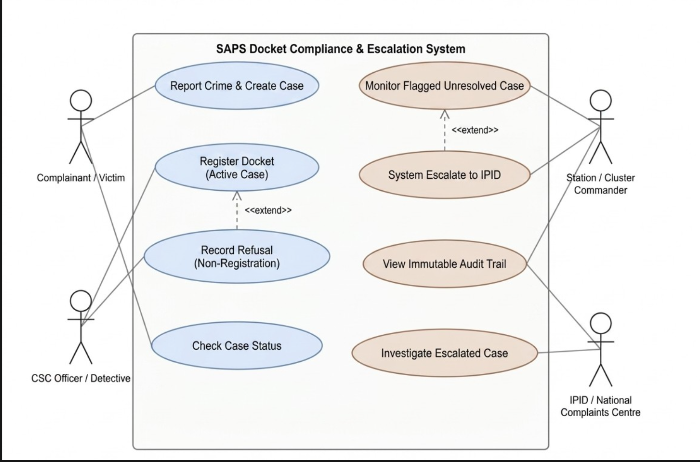 SAPS Docket Compliance & Escalation System
Report Crime & Create Case
Monitor Flagged Unresolved Case
<<extend>>
Complainant / Victim
Register Docket
(Active Case)
System Escalate to IPID
Station / Cluster
Commander
<<extend>>
Record Refusal
(Non-Registration)
View Immutable Audit Trail
Check Case Status
Investigate Escalated Case
CSC Officer / Detective
IPID / National
Complaints Centre